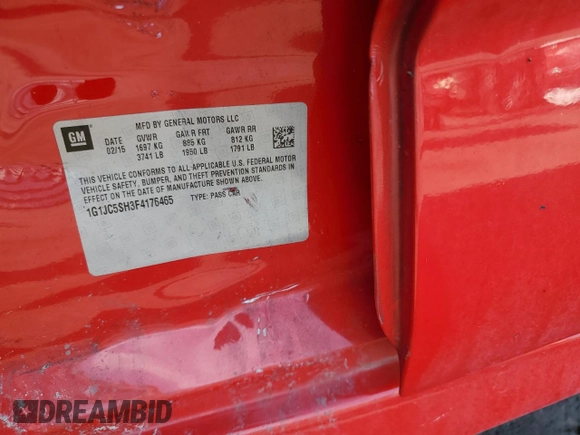 GM
MFD BY GENERAL MOTORS LLC
DATE GVWR GAWR FRT GAWR RR
02/15 1697 KG 885 KG 812 KG
3741 LB 1950 LB 1791 LB
THIS VEHICLE CONFORMS TO ALL APPLICABLE U.S. FEDERAL MOTOR
VEHICLE SAFETY, BUMPER, AND THEFT PREVENTION STANDARDS IN
EFFECT ON THE DATE OF MANUFACTURE SHOWN ABOVE.
1G1JC5SH3F4176465 TYPE: PASS CAR
DREAMBID